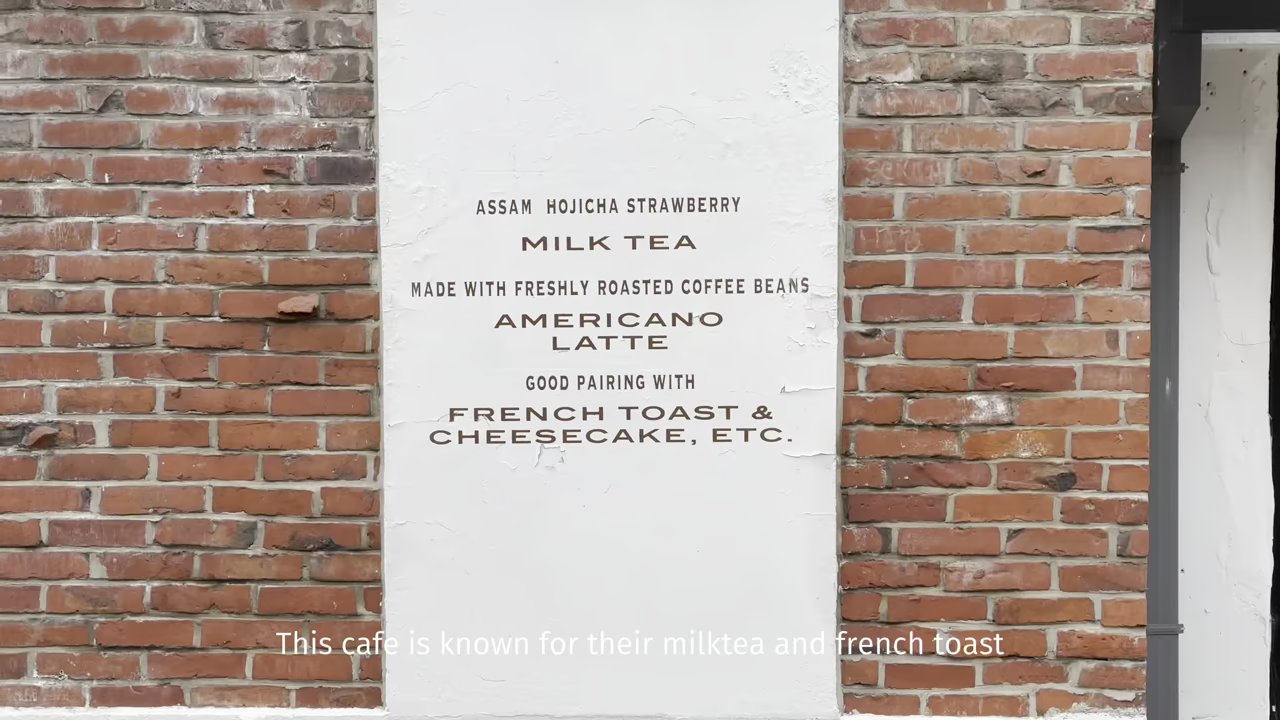 ASSAM HOJICHA STRAWBERRY
MILK TEA
MADE WITH FRESHLY ROASTED COFFEE BEANS
AMERICANO
LATTE
GOOD PAIRING WITH
FRENCH TOAST &
CHEESECAKE, ETC.
This cafe is known for their milktea and french toast